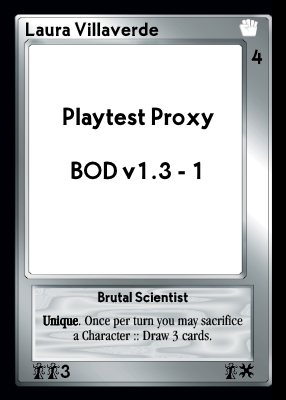 Laura Villaverde
4
Playtest Proxy
BOD v1.3 - 1
Brutal Scientist
Unique. Once per turn you may sacrifice
a Character :: Draw 3 cards.
3